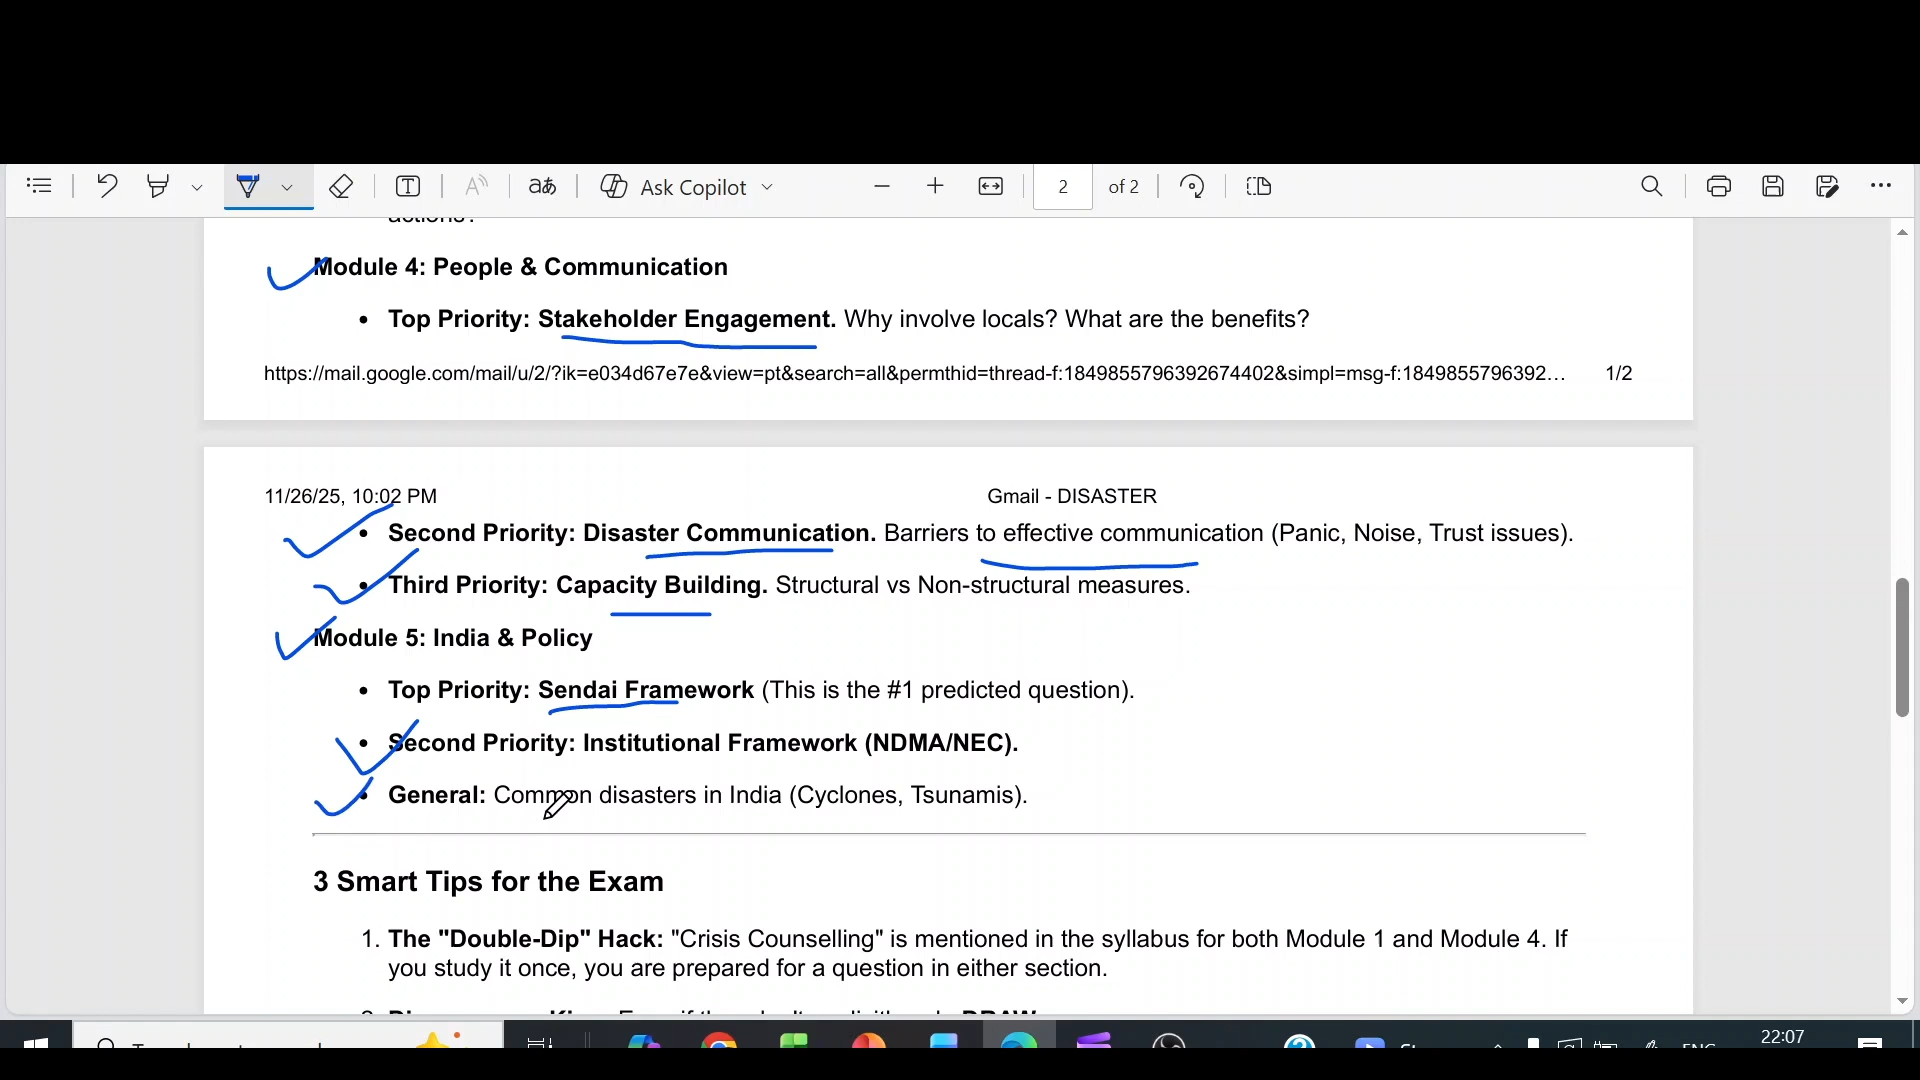 Ask Copilot
2
of 2
Module 4: People & Communication
• Top Priority: Stakeholder Engagement. Why involve locals? What are the benefits?
https://mail.google.com/mail/u/2/?ik=e034d67e7e&view=pt&search=all&permthid=thread-f:1849855796392674402&simpl=msg-f:1849855796392... 1/2
11/26/25, 10:02 PM Gmail - DISASTER
• Second Priority: Disaster Communication. Barriers to effective communication (Panic, Noise, Trust issues).
• Third Priority: Capacity Building. Structural vs Non-structural measures.
Module 5: India & Policy
• Top Priority: Sendai Framework (This is the #1 predicted question).
• Second Priority: Institutional Framework (NDMA/NEC).
• General: Common disasters in India (Cyclones, Tsunamis).
3 Smart Tips for the Exam
1. The "Double-Dip" Hack: "Crisis Counselling" is mentioned in the syllabus for both Module 1 and Module 4. If
you study it once, you are prepared for a question in either section.
22:07